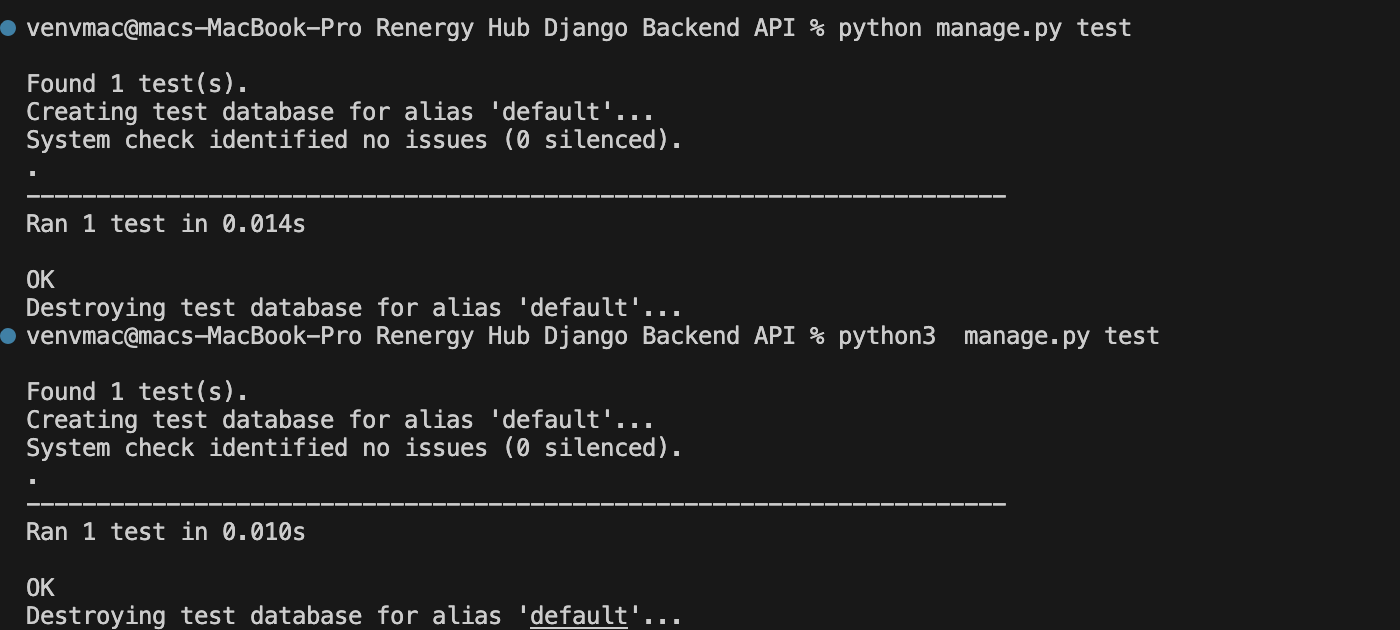 venvmac@macs-MacBook-Pro Renergy Hub Django Backend API % python manage.py test
Found 1 test(s).
Creating test database for alias 'default'...
System check identified no issues (0 silenced).
.
----------------------------------------------------------------------
Ran 1 test in 0.014s
OK
Destroying test database for alias 'default'...
venvmac@macs-MacBook-Pro Renergy Hub Django Backend API % python3  manage.py test
Found 1 test(s).
Creating test database for alias 'default'...
System check identified no issues (0 silenced).
.
----------------------------------------------------------------------
Ran 1 test in 0.010s
OK
Destroying test database for alias 'default'...